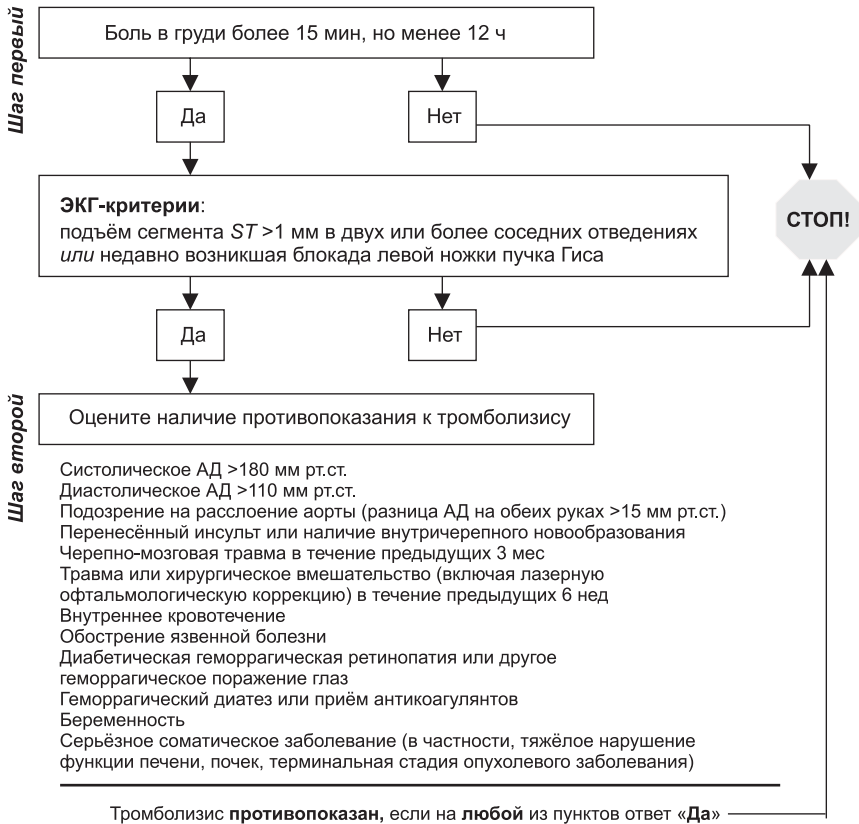 Шаг первый
Боль в груди более 15 мин, но менее 12 ч
Да
Нет
ЭКГ-критерии:
подъём сегмента ST >1 мм в двух или более соседних отведениях
или недавно возникшая блокада левой ножки пучка Гиса
СТОП!
Да
Нет
Шаг второй
Оцените наличие противопоказания к тромболизису
Систолическое АД >180 мм рт.ст.
Диастолическое АД >110 мм рт.ст.
Подозрение на расслоение аорты (разница АД на обеих руках >15 мм рт.ст.)
Перенесённый инсульт или наличие внутричерепного новообразования
Черепно-мозговая травма в течение предыдущих 3 мес
Травма или хирургическое вмешательство (включая лазерную
офтальмологическую коррекцию) в течение предыдущих 6 нед
Внутреннее кровотечение
Обострение язвенной болезни
Диабетическая геморрагическая ретинопатия или другое
геморрагическое поражение глаз
Геморрагический диатез или приём антикоагулянтов
Беременность
Серьёзное соматическое заболевание (в частности, тяжёлое нарушение
функции печени, почек, терминальная стадия опухолевого заболевания)
Тромболизис противопоказан, если на любой из пунктов ответ «Да»